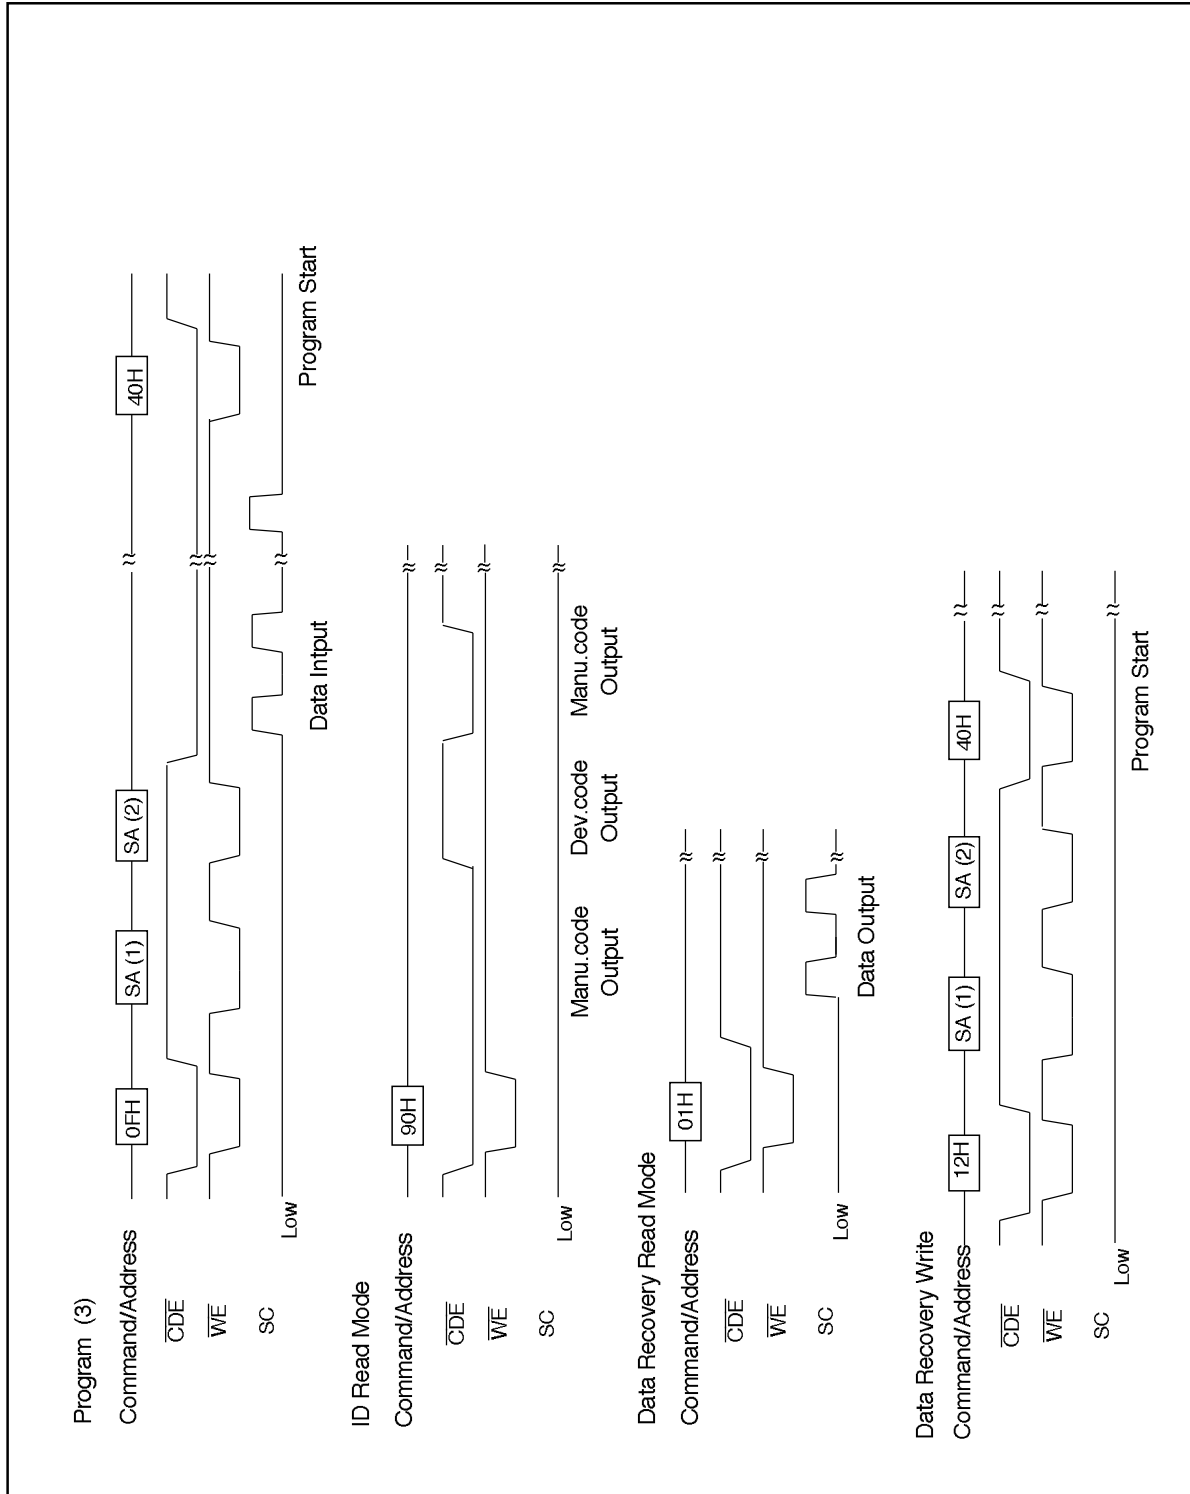 Program (3)
Command/Address
0FH
SA (1)
SA (2)
40H
CDE
WE
SC
Low
Data Intput
Program Start
ID Read Mode
Command/Address
90H
CDE
WE
SC
Low
Manu.code
Output
Dev.code
Output
Manu.code
Output
Data Recovery Read Mode
Command/Address
01H
CDE
WE
SC
Low
Data Output
Data Recovery Write
Command/Address
12H
SA (1)
SA (2)
40H
CDE
WE
SC
Low
Program Start